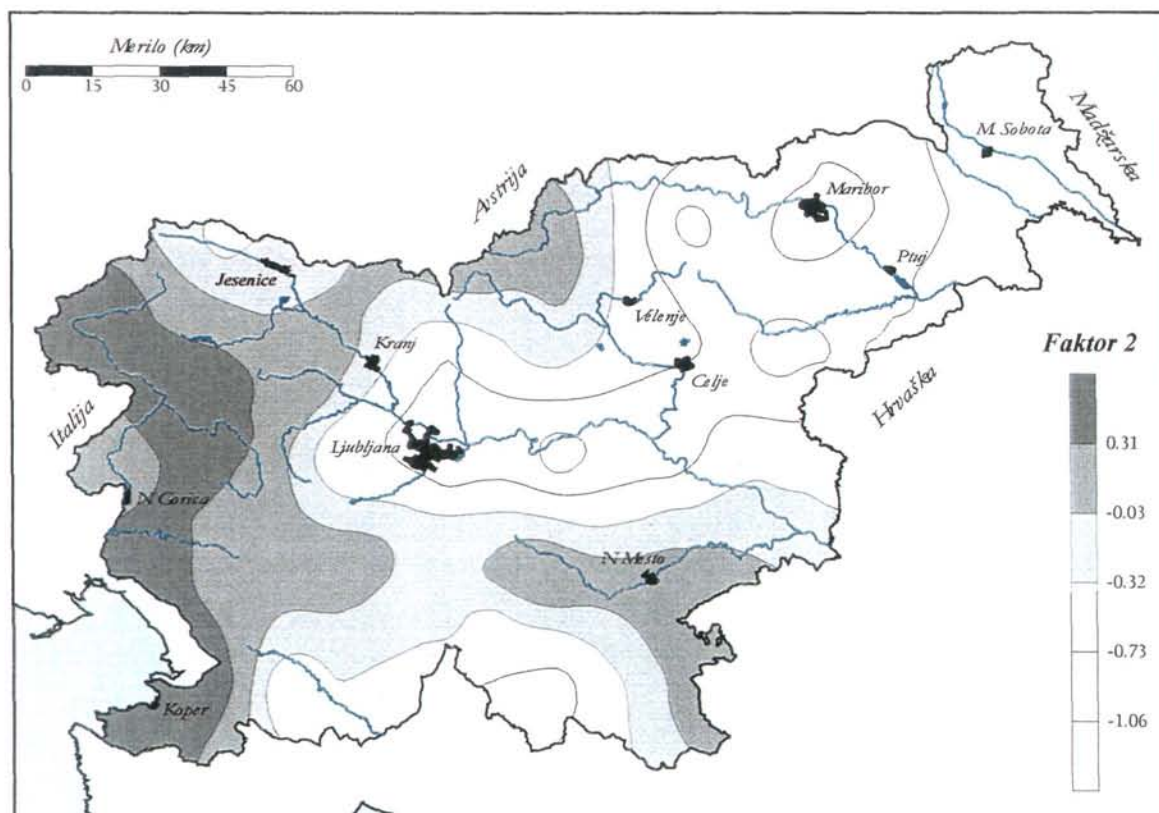 Merilo (km)
0 15 30 45 60
Avstrija
Madžarska
M. Sobota
Maribor
Ptuj
Jesenice
Velenje
Kranj
Celje
Italija
Hrvaška
Ljubljana
N. Gorica
N. Mesto
Koper
Faktor 2
0.31
-0.03
-0.32
-0.73
-1.06